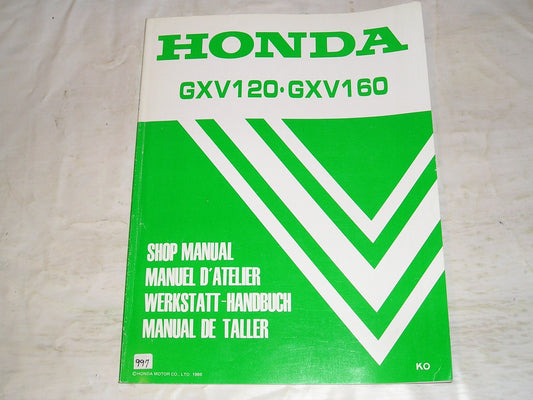 HONDA
GXV120·GXV160
SHOP MANUAL
MANUEL D'ATELIER
WERKSTATT-HANDBUCH
MANUAL DE TALLER
997
©HONDA MOTOR CO., LTD. 1986
KO